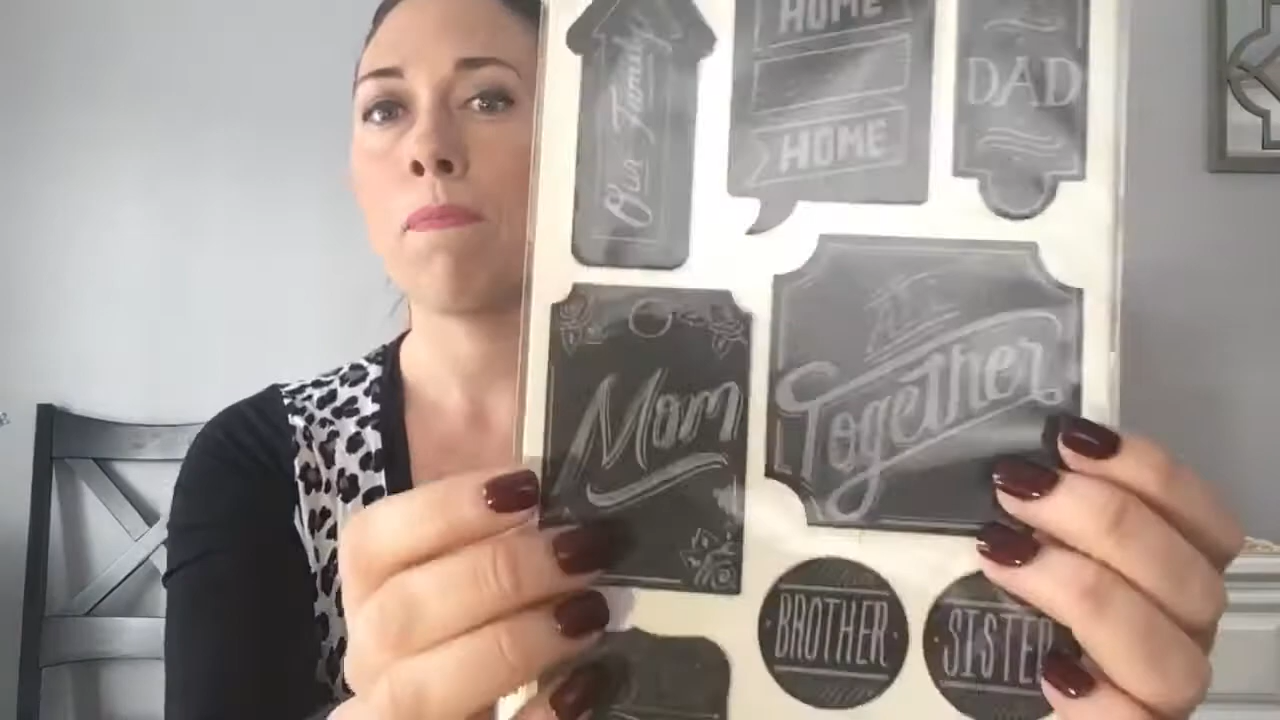 Our Family
HOME
HOME
DAD
Mom
Together
BROTHER
SISTER